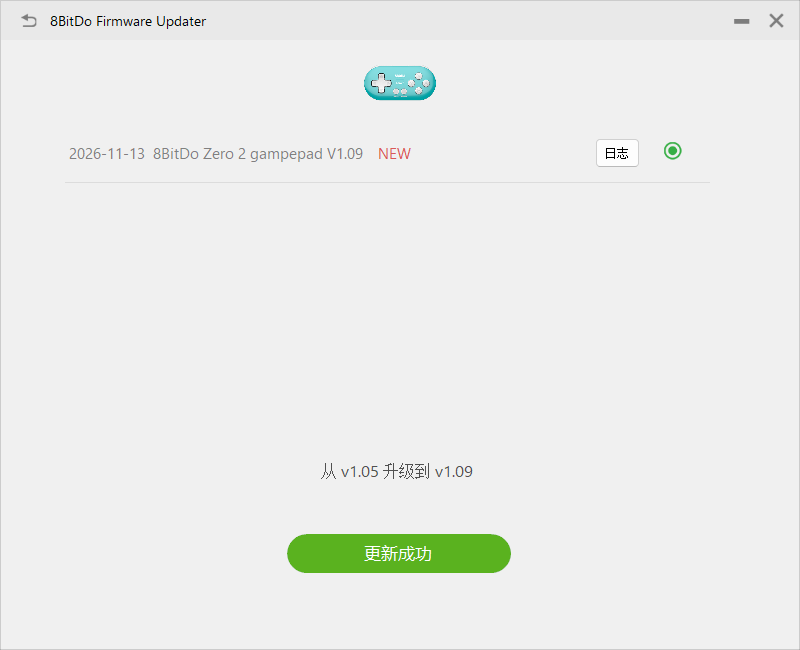 8BitDo Firmware Updater
2026-11-13 8BitDo Zero 2 gampepad V1.09 NEW 日志
从 v1.05 升级到 v1.09
更新成功